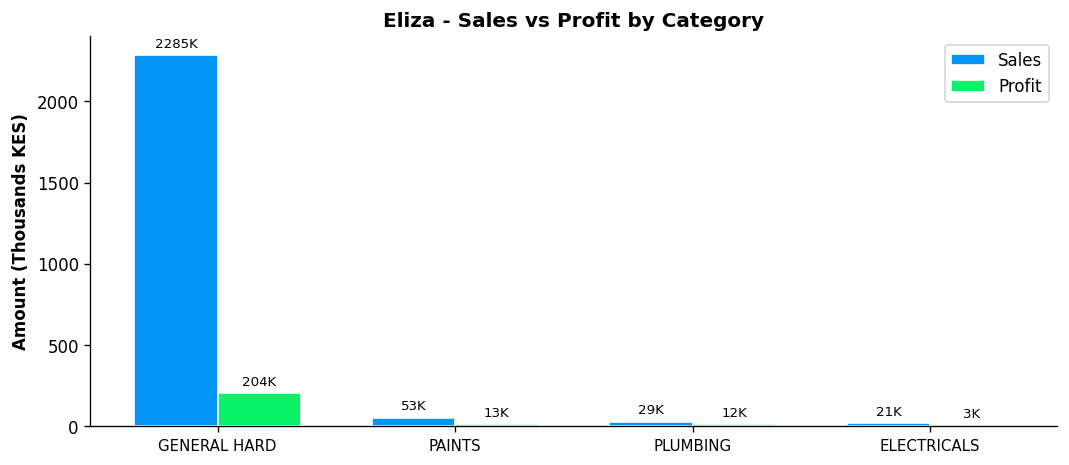 Eliza - Sales vs Profit by Category
Amount (Thousands KES)
2000
1500
1000
500
0
2285K
204K
53K
13K
29K
12K
21K
3K
GENERAL HARD
PAINTS
PLUMBING
ELECTRICALS
Sales
Profit